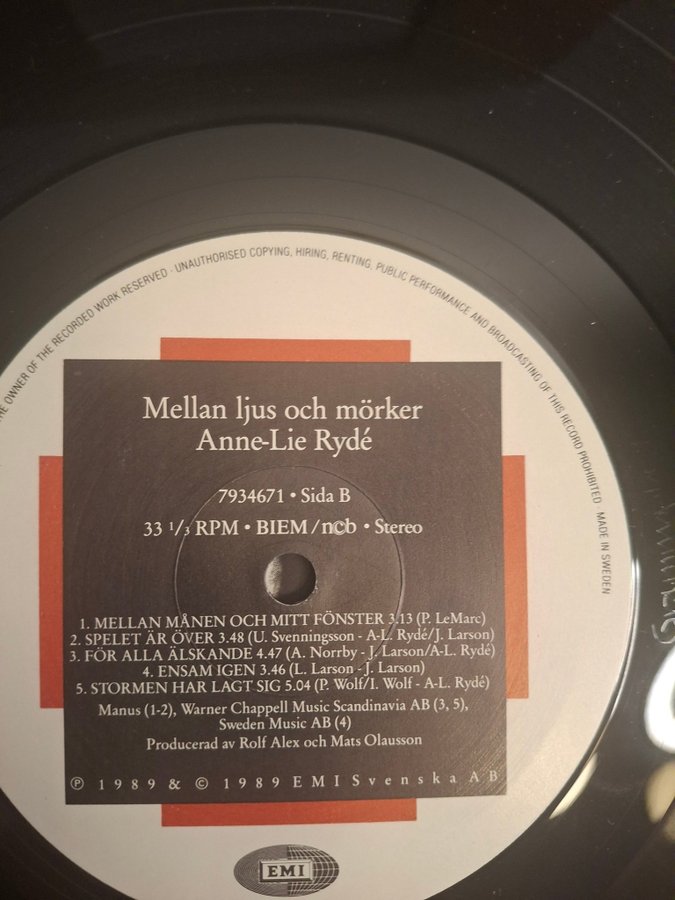 THE OWNER OF THE RECORDED WORK RESERVED · UNAUTHORISED COPYING, HIRING, RENTING, PUBLIC PERFORMANCE AND BROADCASTING OF THIS RECORD PROHIBITED · MADE IN SWEDEN
Mellan ljus och mörker
Anne-Lie Rydé
7934671 • Sida B
33 1/3 RPM • BIEM/ncb • Stereo
1. MELLAN MÅNEN OCH MITT FÖNSTER 3.13 (P. LeMarc)
2. SPELET ÄR ÖVER 3.48 (U. Svenningsson - A-L. Rydé/J. Larson)
3. FÖR ALLA ÄLSKANDE 4.47 (A. Norrby - J. Larson/A-L. Rydé)
4. ENSAM IGEN 3.46 (L. Larson - J. Larson)
5. STORMEN HAR LAGT SIG 5.04 (P. Wolf/I. Wolf - A-L. Rydé)
Manus (1-2), Warner Chappell Music Scandinavia AB (3, 5),
Sweden Music AB (4)
Producerad av Rolf Alex och Mats Olausson
℗ 1989 & © 1989 EMI Svenska AB
EMI